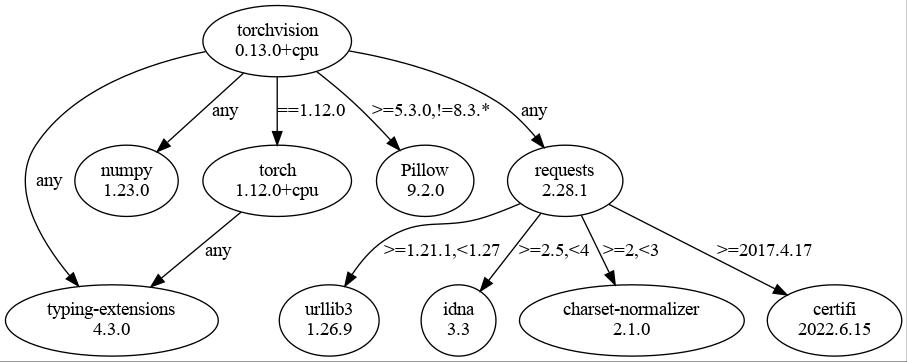 torchvision
0.13.0+cpu
any
==1.12.0
>=5.3.0,!=8.3.*
any
numpy
1.23.0
torch
1.12.0+cpu
Pillow
9.2.0
requests
2.28.1
any
any
>=1.21.1,<1.27
>=2.5,<4
>=2,<3
>=2017.4.17
typing-extensions
4.3.0
urllib3
1.26.9
idna
3.3
charset-normalizer
2.1.0
certifi
2022.6.15